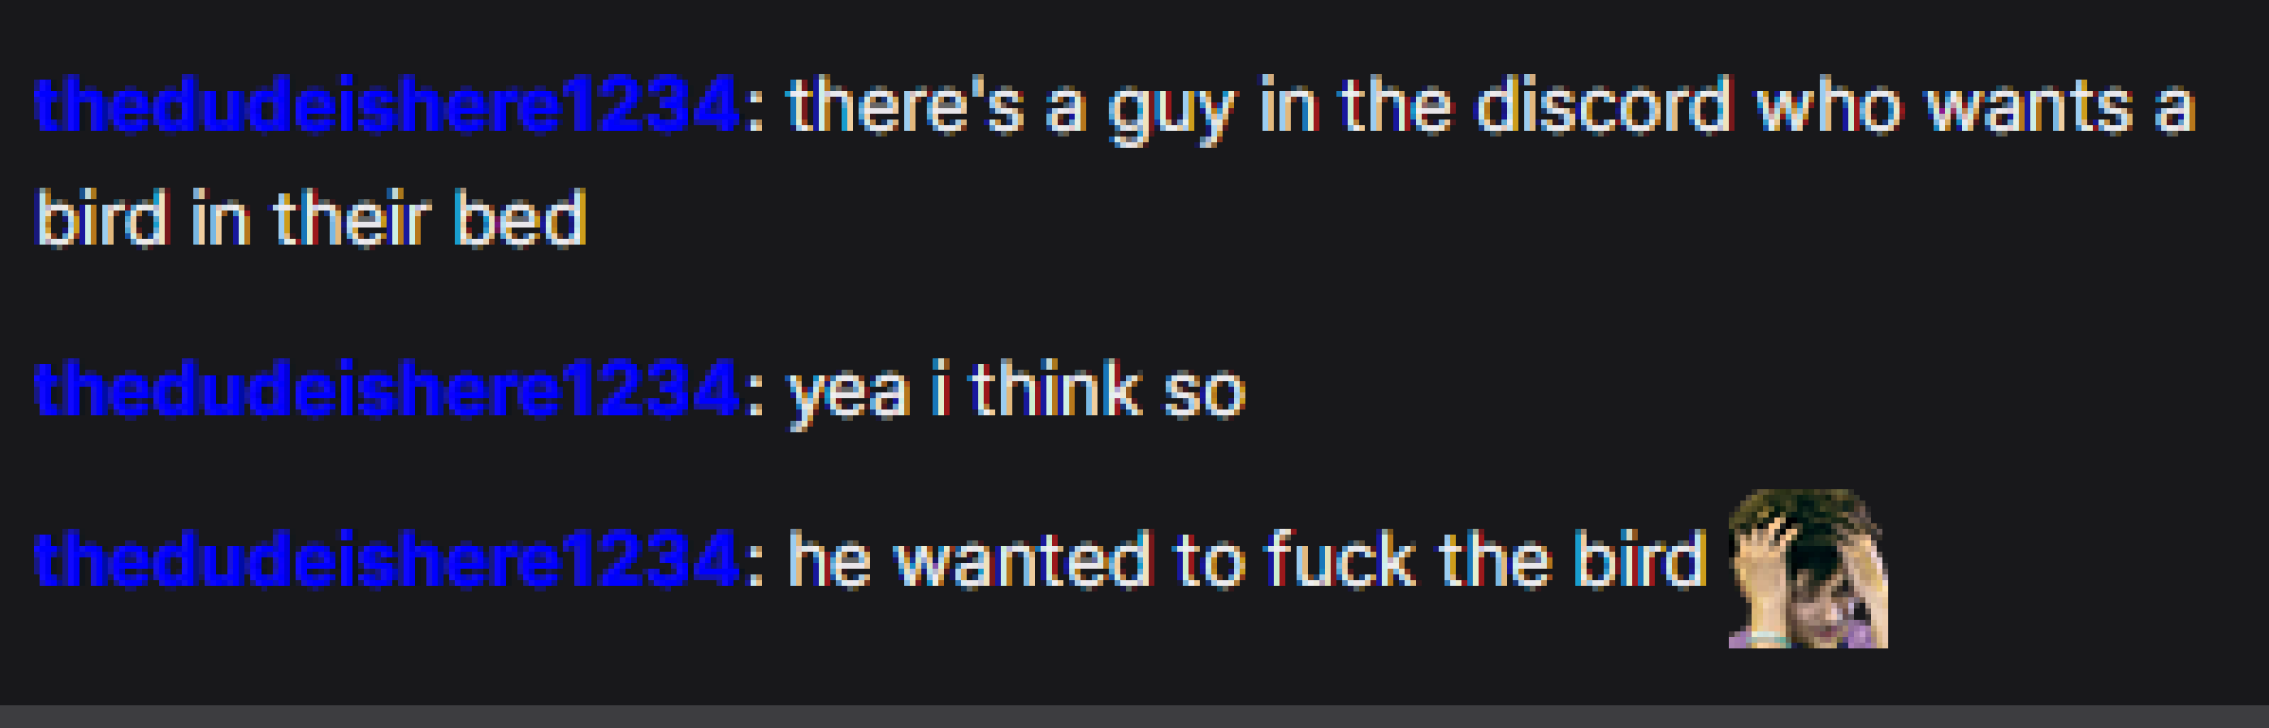 thedudeishere1234: there's a guy in the discord who wants a
bird in their bed
thedudeishere1234: yea i think so
thedudeishere1234: he wanted to fuck the bird